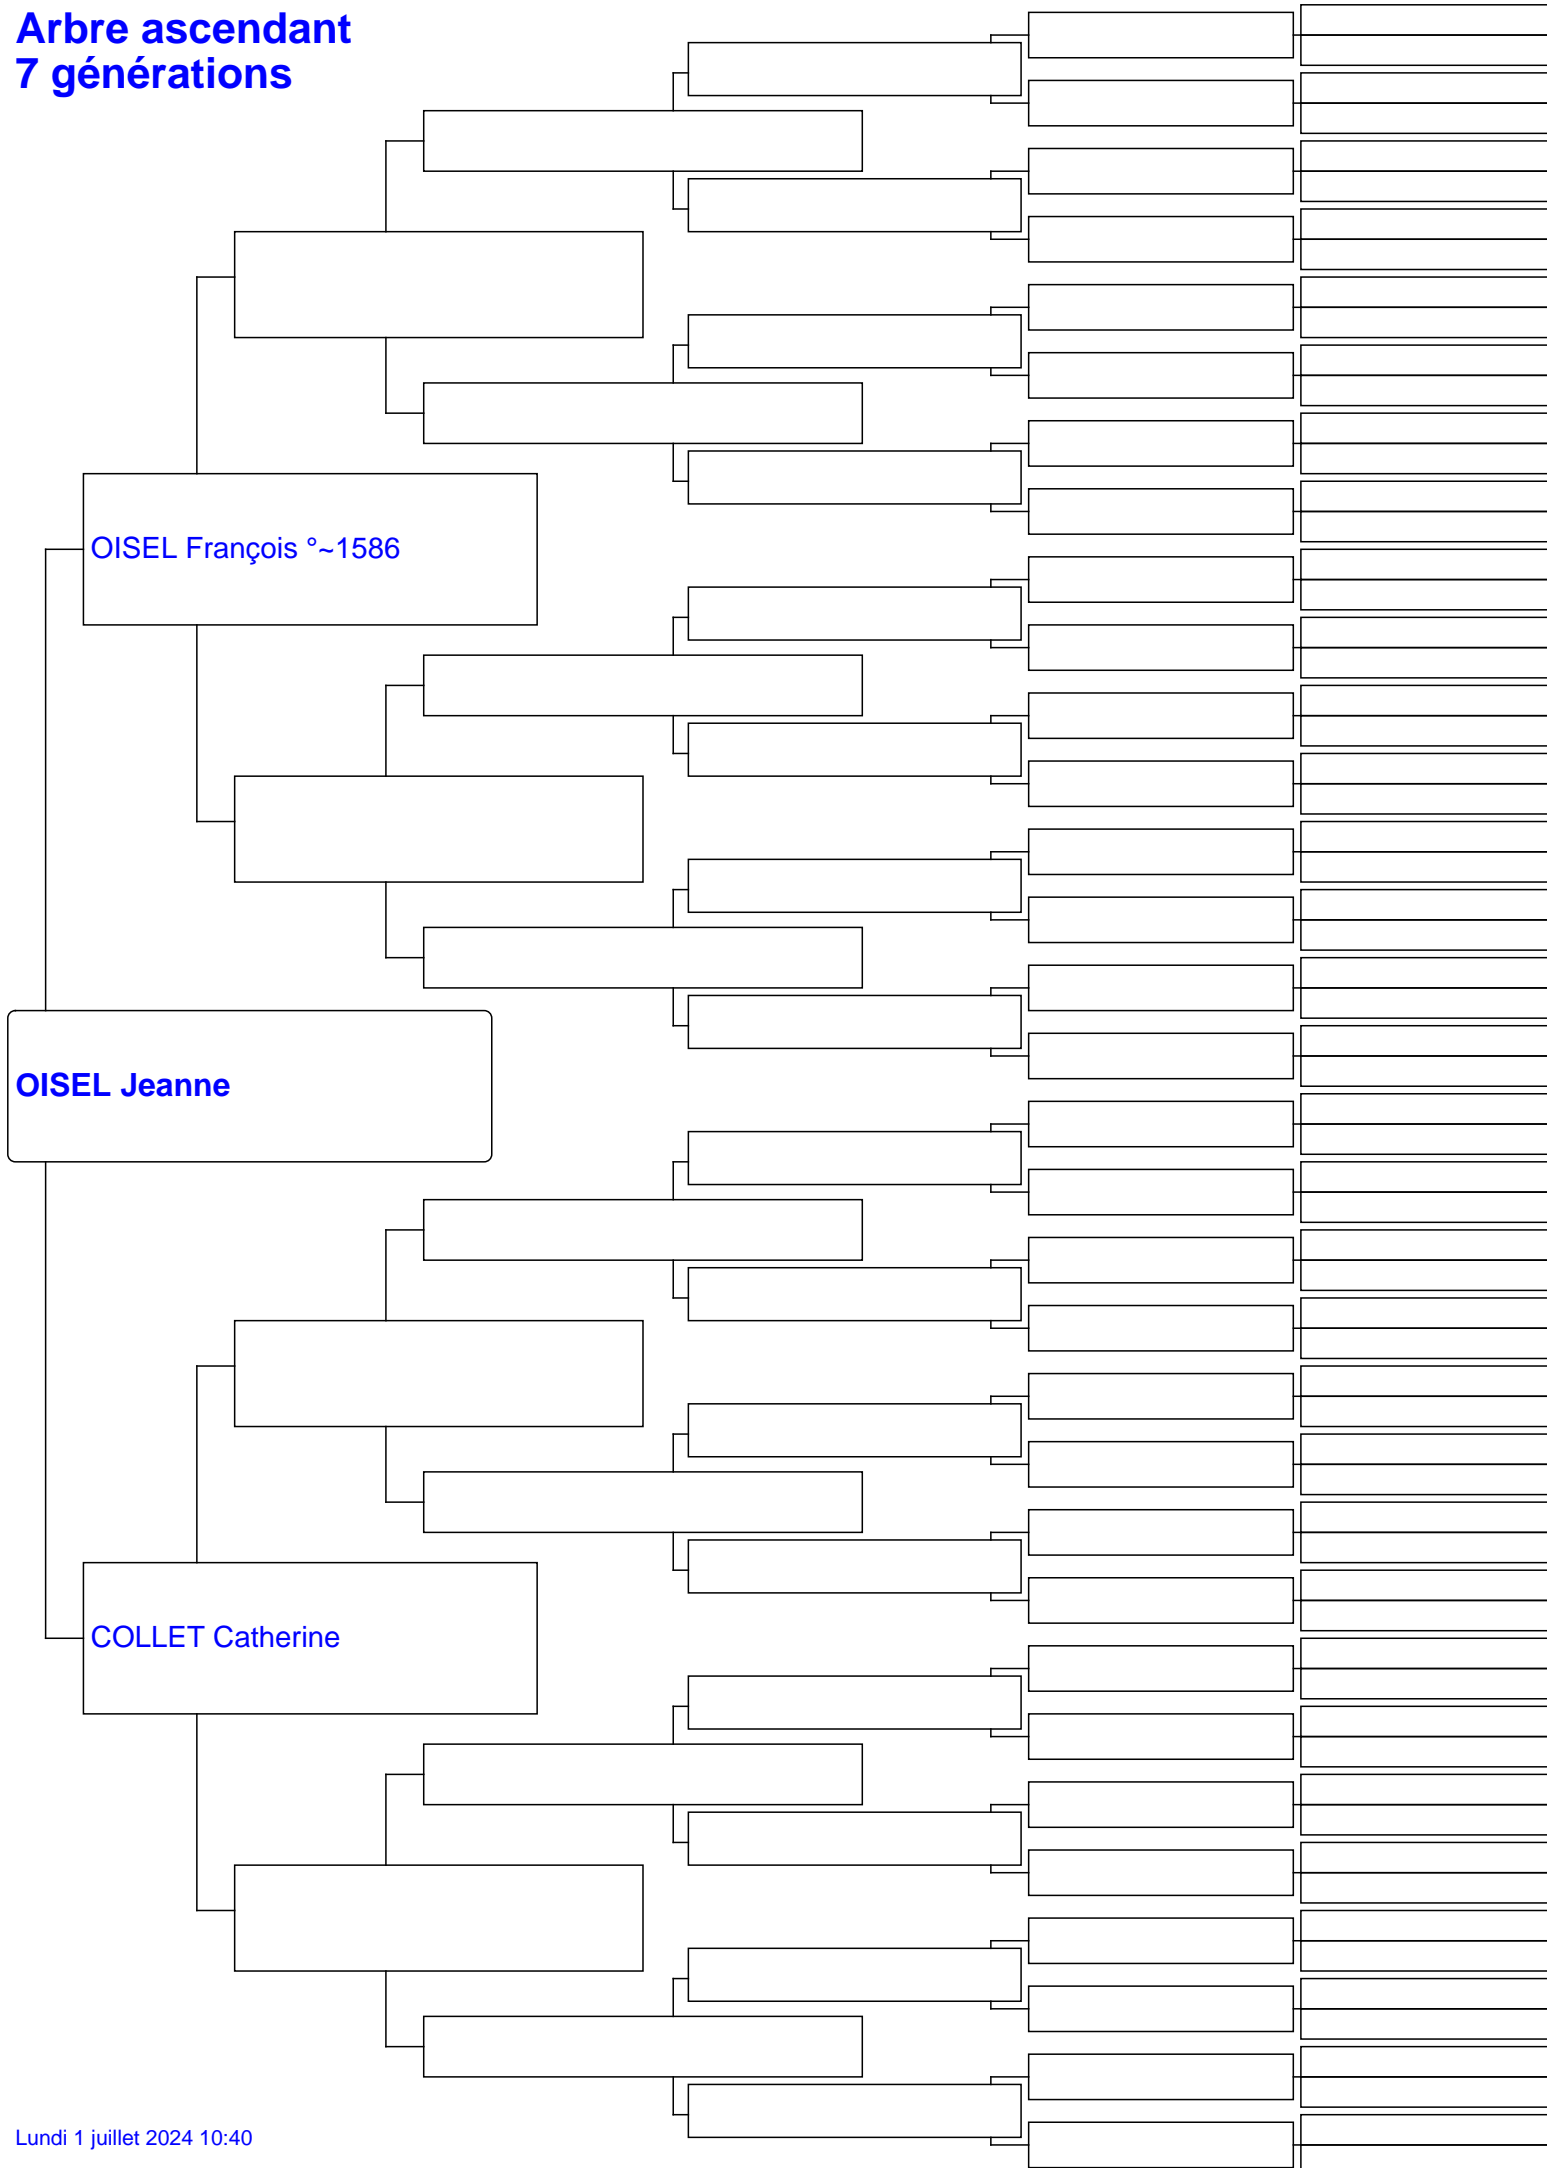 Arbre ascendant
7 générations
OISEL François °~1586
OISEL Jeanne
COLLET Catherine
Lundi 1 juillet 2024 10:40